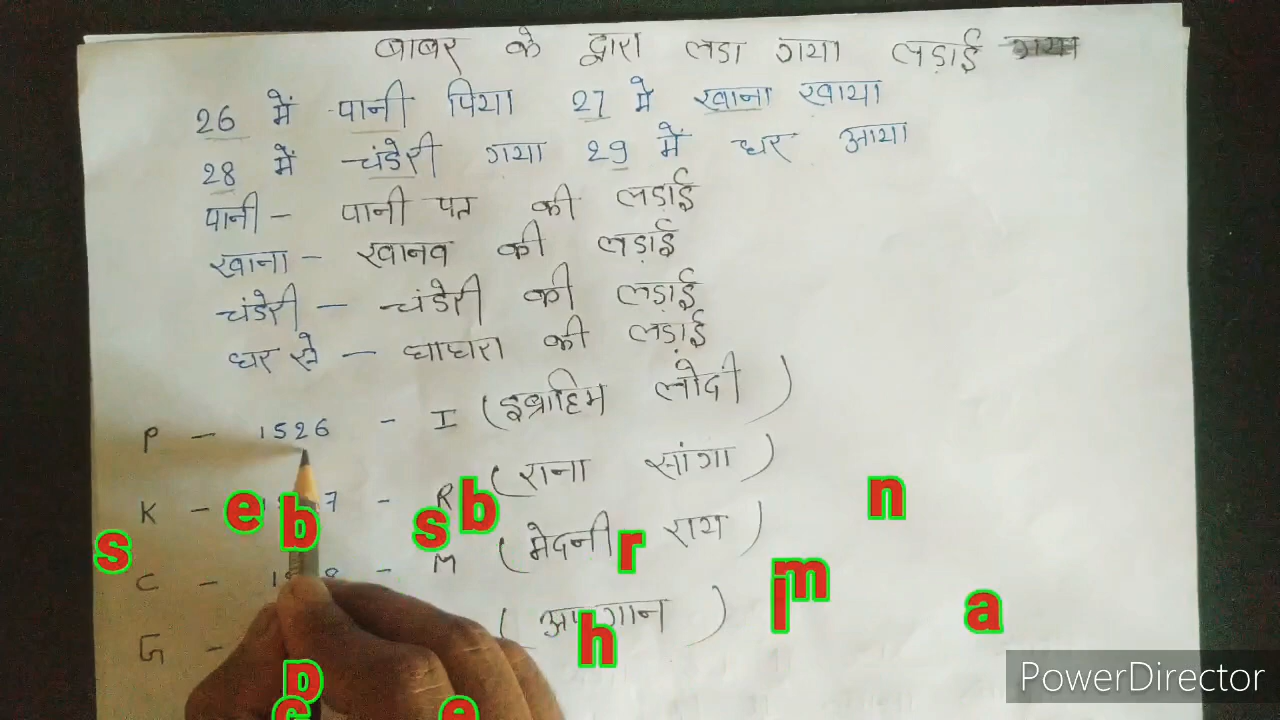 बाबर के द्वारा लडा गया लड़ाई
26 में पानी पिया 27 मे खाना खाया
28 में चंडेरी गया 29 में घर आया
पानी - पानी पत की लड़ाई
खाना - खानव की लड़ाई
चंडेरी - चंडेरी की लड़ाई
घर से - घाघरा की लड़ाई
P - 1526 - I (इब्राहिम लोदी)
K - 7 - R (राना सांगा)
C - - M (मेदनी राय)
G - (अफगान)
s e b s b r n
h l m a
p c e
PowerDirector